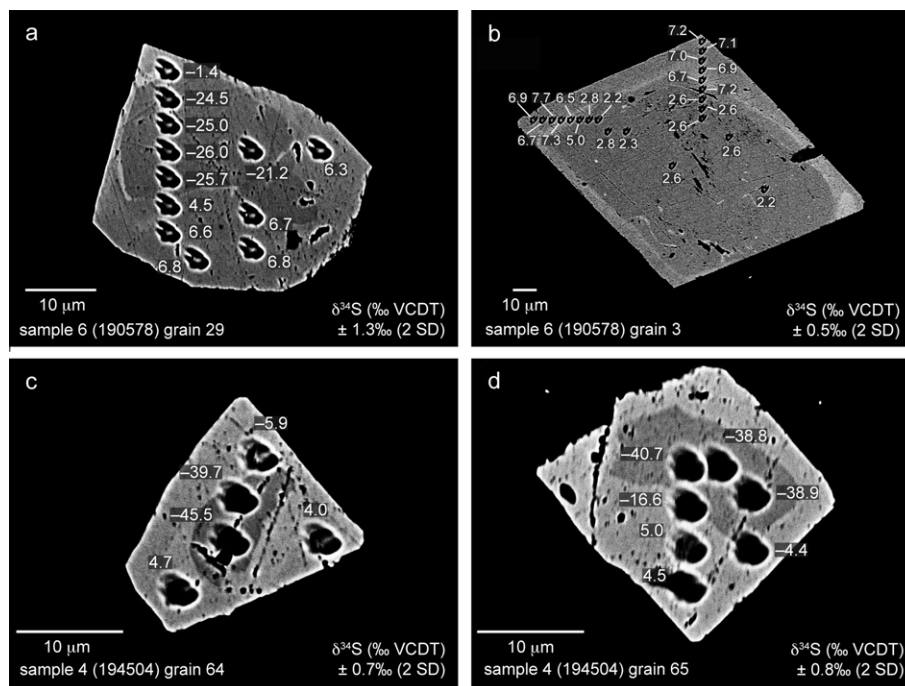 a
–1.4
–24.5
–25.0
–26.0
–25.7
4.5
6.6
6.8
–21.2
6.3
6.7
6.8
10 µm
sample 6 (190578) grain 29
δ³⁴S (‰ VCDT)
± 1.3‰ (2 SD)
b
7.2
7.1
7.0
6.9
6.7
7.2
2.6
2.6
2.6
6.9 7.7 6.5 2.8 2.2
6.7 7.3 5.0 2.8 2.3
2.6
2.6
2.2
10 µm
sample 6 (190578) grain 3
δ³⁴S (‰ VCDT)
± 0.5‰ (2 SD)
c
–5.9
–39.7
–45.5
4.0
4.7
10 µm
sample 4 (194504) grain 64
δ³⁴S (‰ VCDT)
± 0.7‰ (2 SD)
d
–38.8
–40.7
–16.6
–38.9
5.0
–4.4
4.5
10 µm
sample 4 (194504) grain 65
δ³⁴S (‰ VCDT)
± 0.8‰ (2 SD)